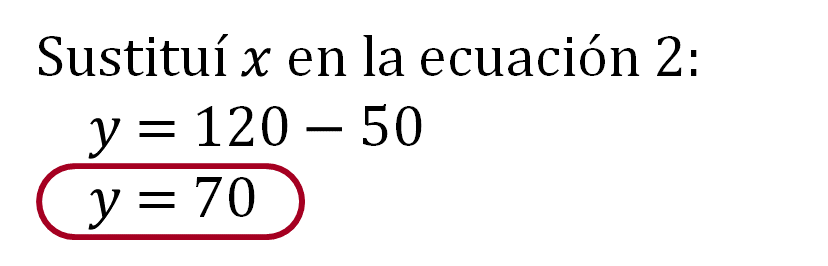 Sustituí x en la ecuación 2:
y = 120 − 50
y = 70